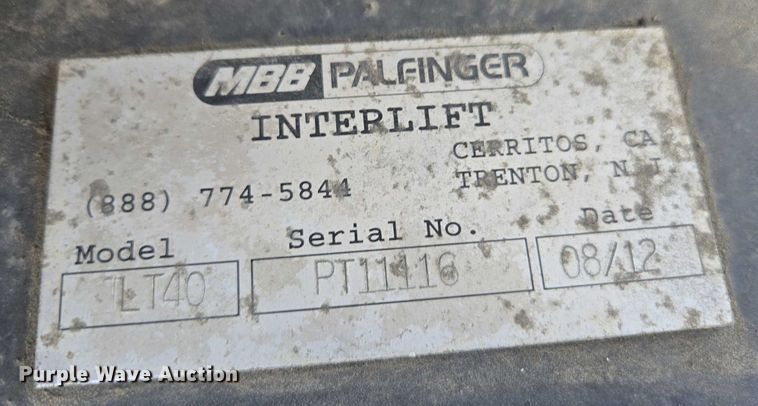 MBB PALFINGER
INTERLIFT
CERRITOS, CA
(888) 774-5844 TRENTON, N J
Model Serial No. Date
LT40 PT11116 08/12
Purple Wave Auction